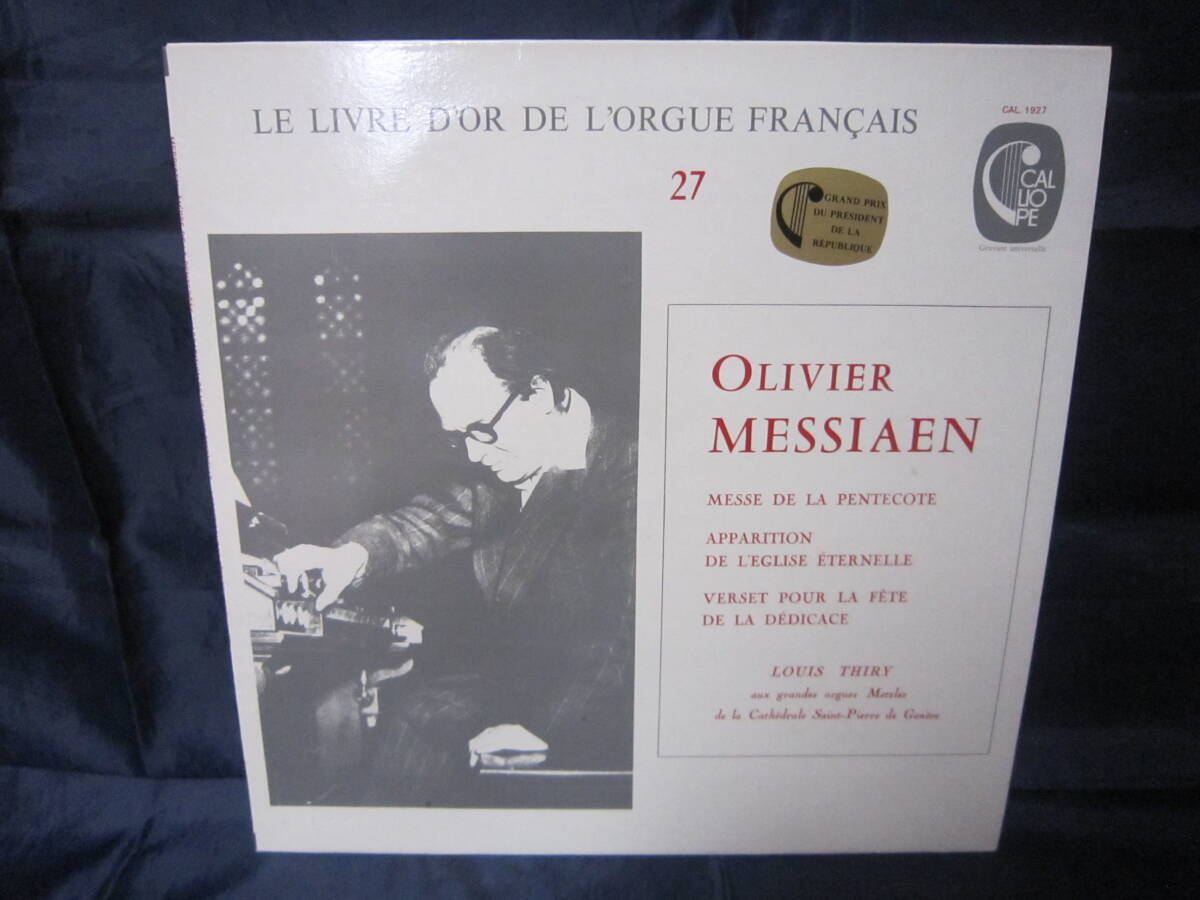 LE LIVRE D'OR DE L'ORGUE FRANÇAIS
CAL. 1927
27
GRAND PRIX
DU PRÉSIDENT
DE LA
RÉPUBLIQUE
CAL
LIO
PE
Gravure universelle
OLIVIER
MESSIAEN
MESSE DE LA PENTECOTE
APPARITION
DE L'EGLISE ÉTERNELLE
VERSET POUR LA FÊTE
DE LA DÉDICACE
LOUIS THIRY
aux grandes orgues Metzler
de la Cathédrale Saint-Pierre de Genève